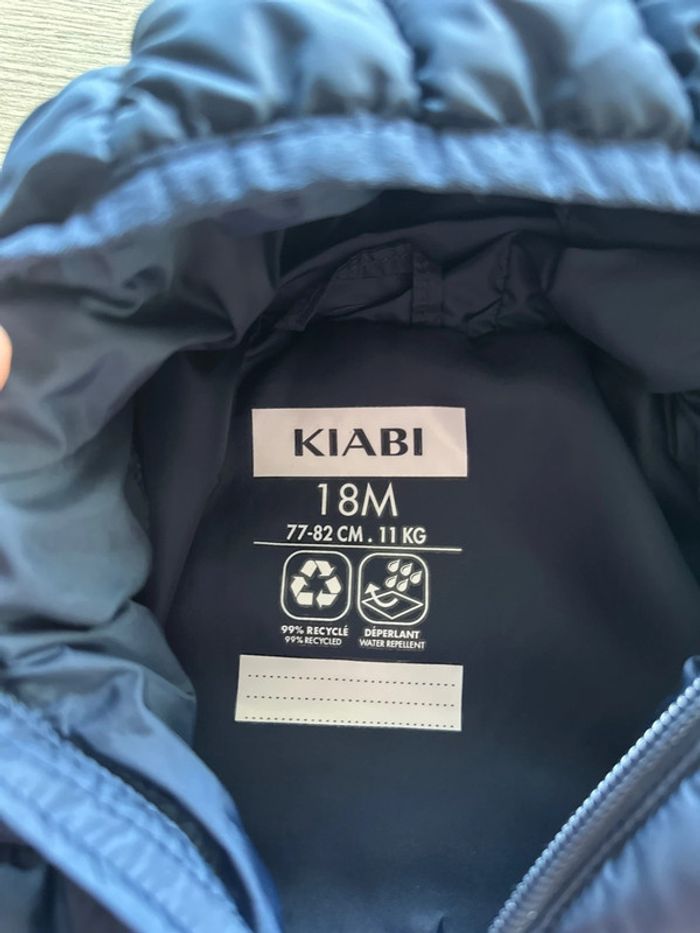 KIABI
18M
77-82 CM . 11 KG
99% RECYCLÉ
99% RECYCLED
DÉPERLANT
WATER REPELLENT